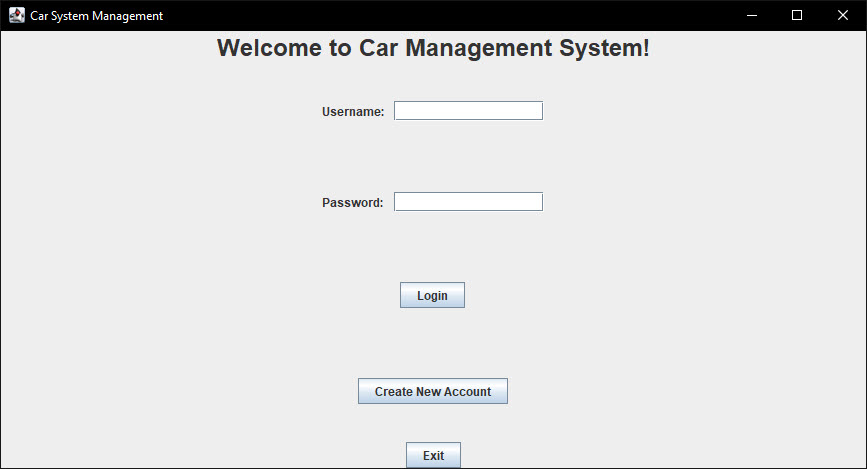 Car System Management
Welcome to Car Management System!
Username:
Password:
Login
Create New Account
Exit